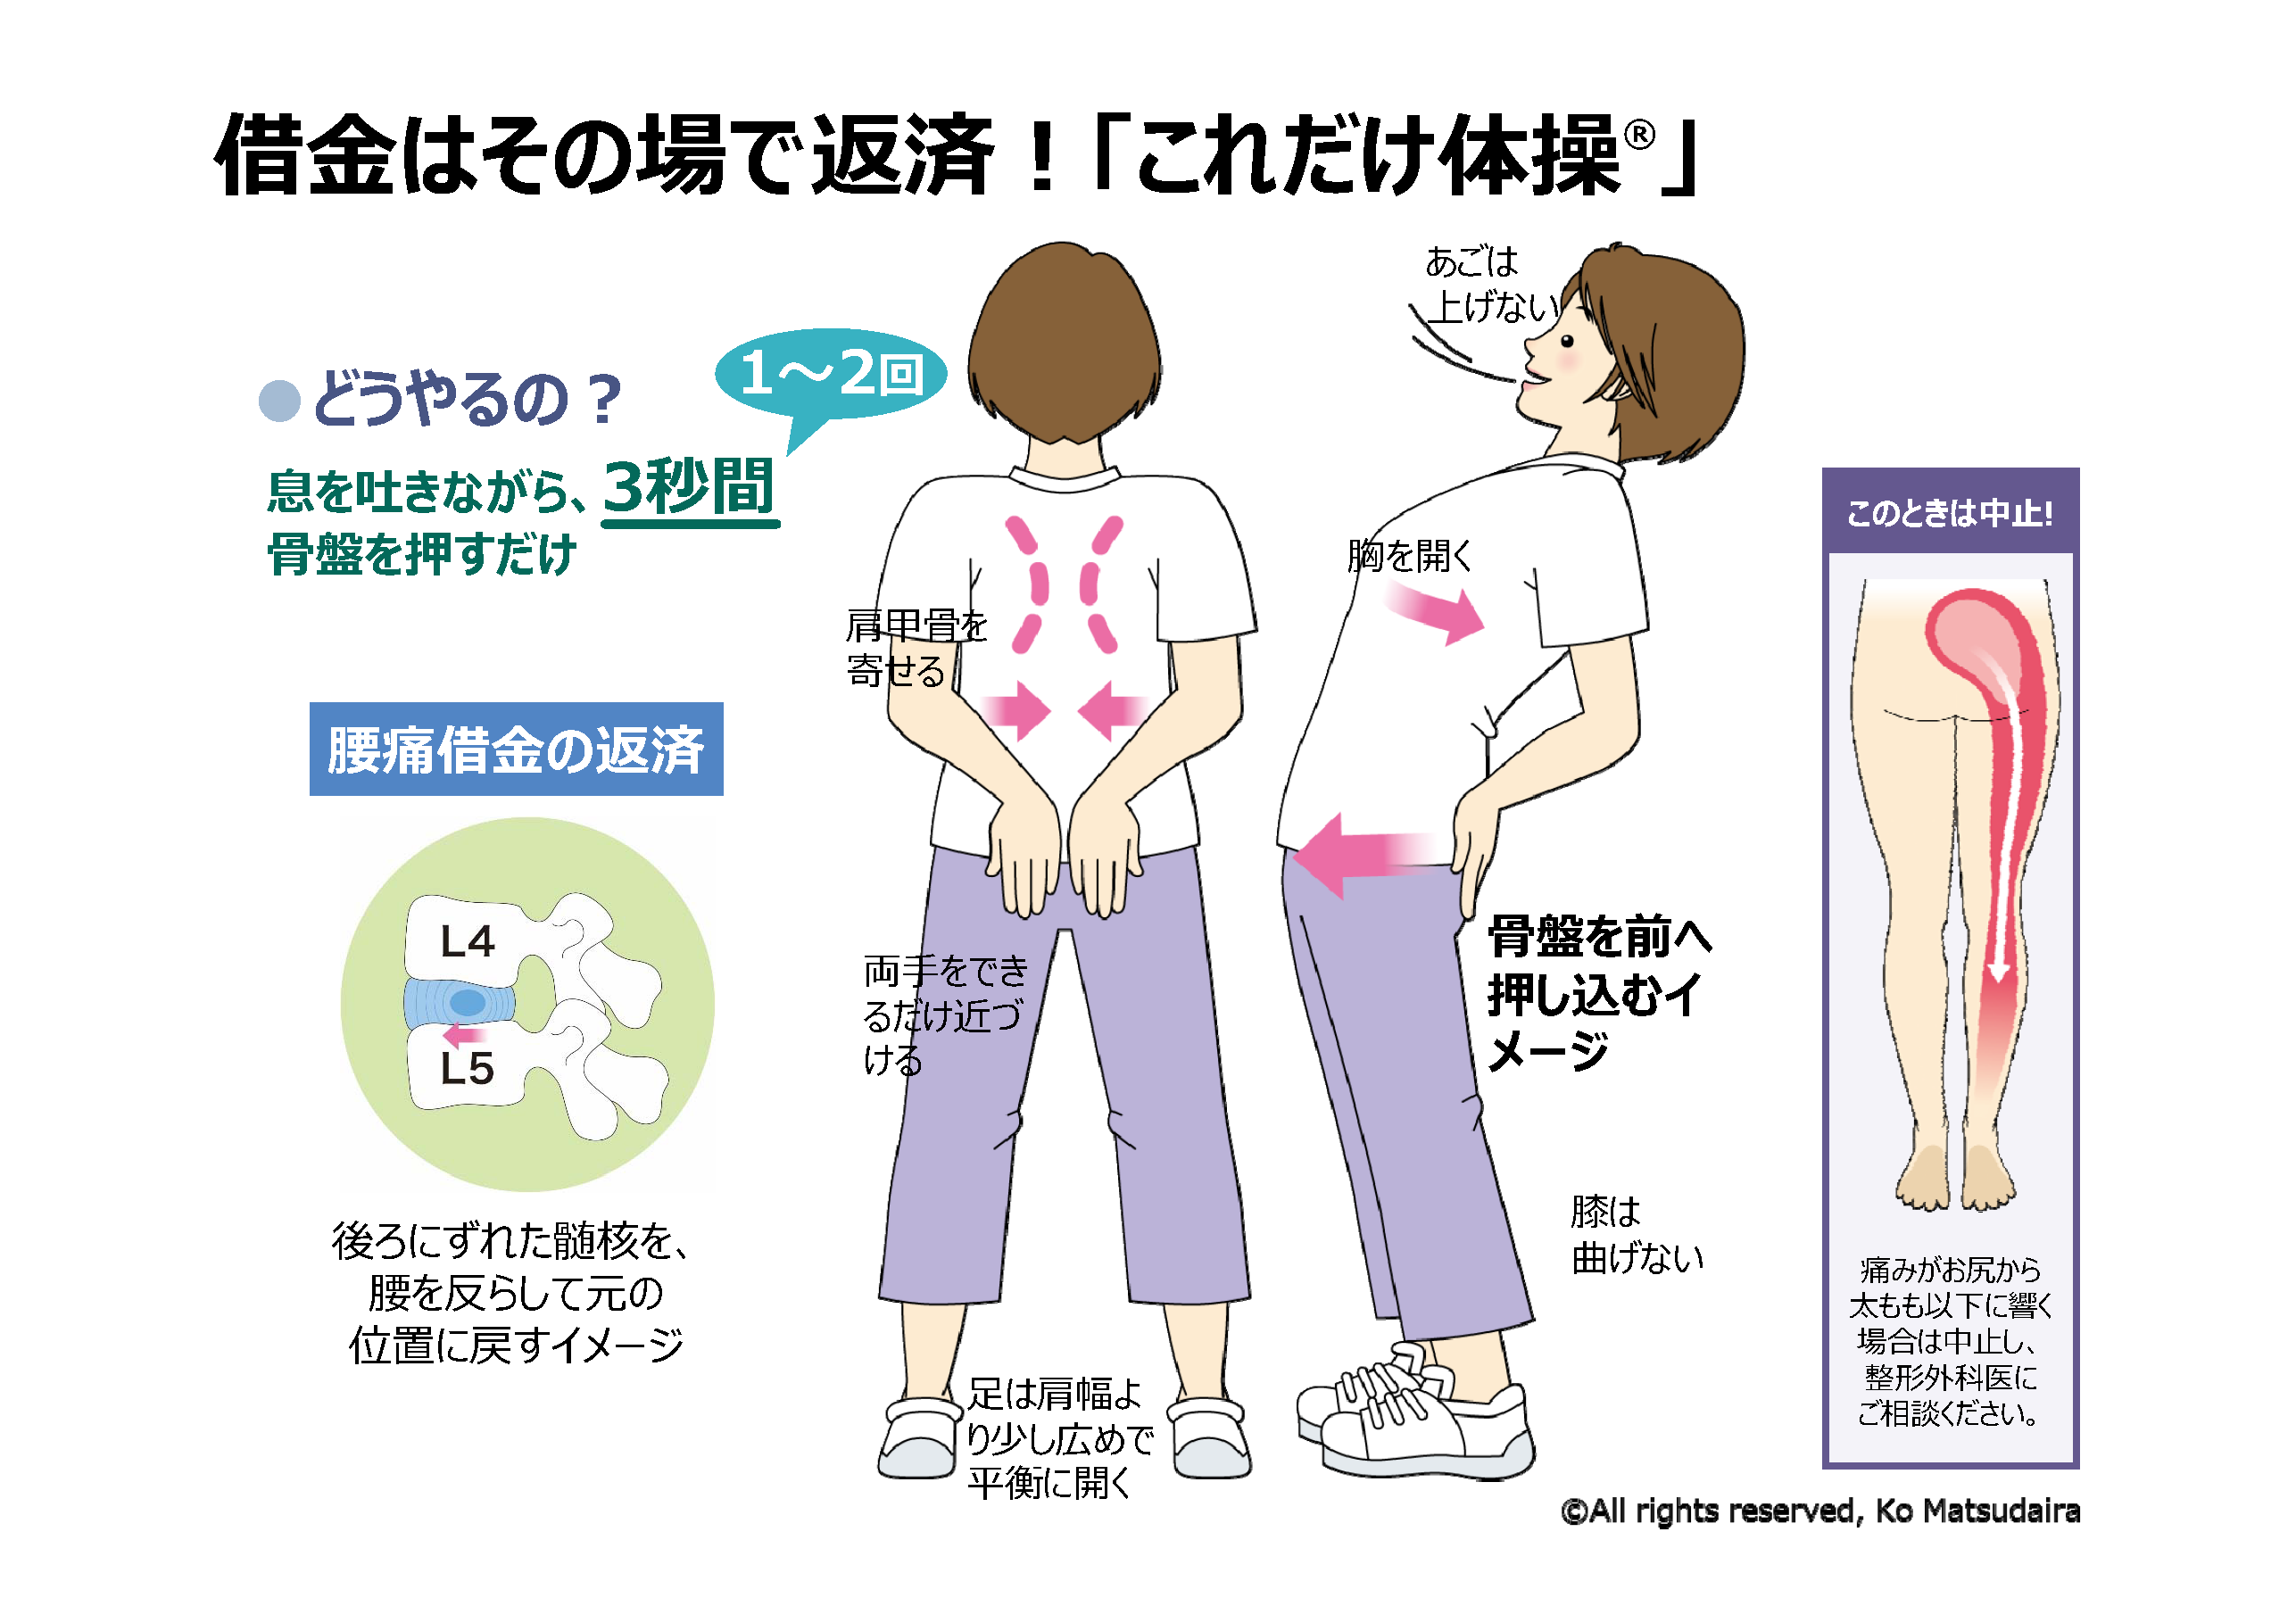 借金はその場で返済！「これだけ体操®」
●どうやるの？
1～2回
息を吐きながら、3秒間
骨盤を押すだけ
腰痛借金の返済
L4
L5
後ろにずれた髄核を、
腰を反らして元の
位置に戻すイメージ
肩甲骨を
寄せる
両手をでき
るだけ近づ
ける
足は肩幅よ
り少し広めで
平衡に開く
あごは
上げない
胸を開く
骨盤を前へ
押し込むイ
メージ
膝は
曲げない
このときは中止!
痛みがお尻から
太もも以下に響く
場合は中止し、
整形外科医に
ご相談ください。
©All rights reserved, Ko Matsudaira